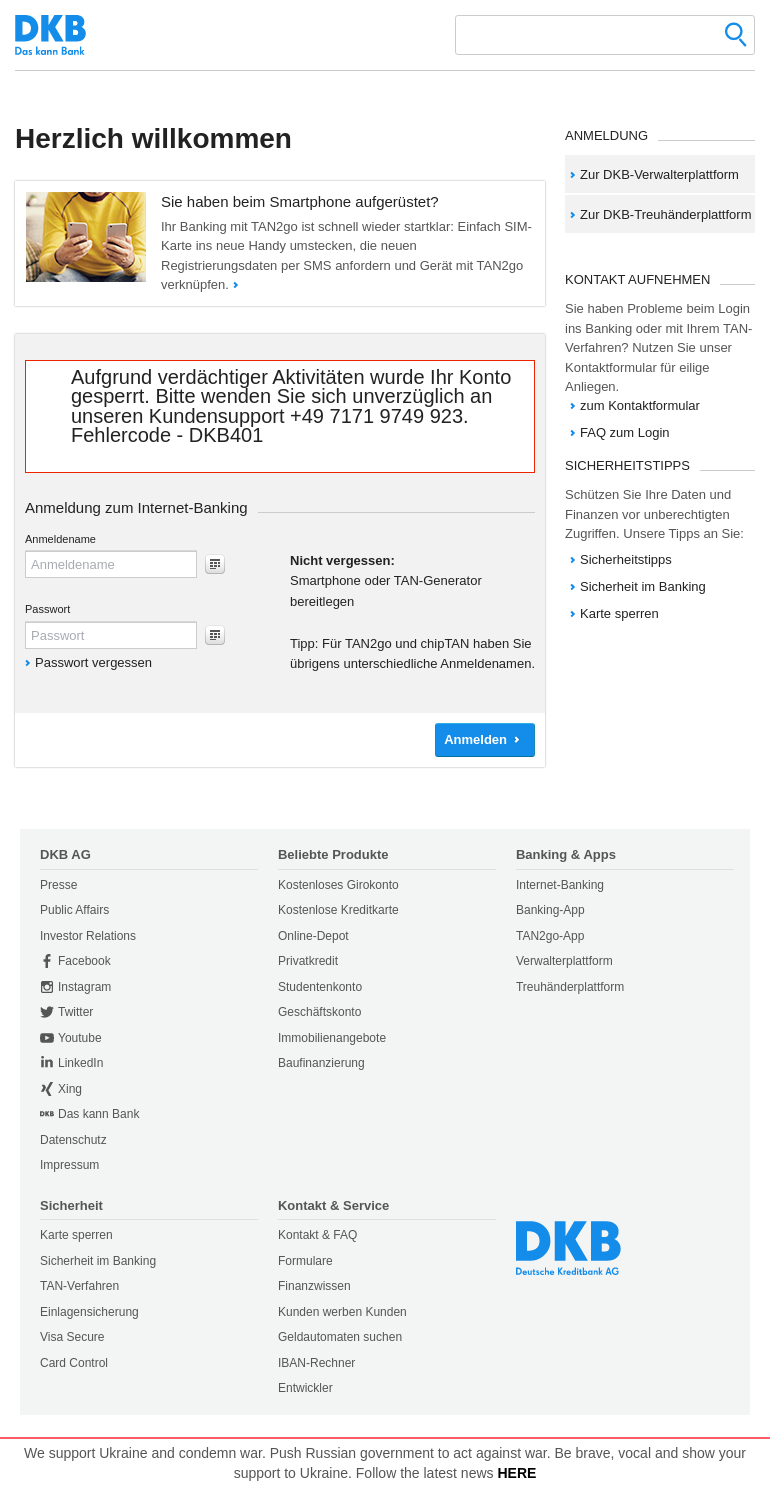 DKB
Das kann Bank
Herzlich willkommen
Sie haben beim Smartphone aufgerüstet?
Ihr Banking mit TAN2go ist schnell wieder startklar: Einfach SIM-
Karte ins neue Handy umstecken, die neuen
Registrierungsdaten per SMS anfordern und Gerät mit TAN2go
verknüpfen.
Aufgrund verdächtiger Aktivitäten wurde Ihr Konto
gesperrt. Bitte wenden Sie sich unverzüglich an
unseren Kundensupport +49 7171 9749 923.
Fehlercode - DKB401
Anmeldung zum Internet-Banking
Anmeldename
Anmeldename
Passwort
Passwort
Passwort vergessen
Nicht vergessen:
Smartphone oder TAN-Generator
bereitlegen
Tipp: Für TAN2go und chipTAN haben Sie
übrigens unterschiedliche Anmeldenamen.
Anmelden
ANMELDUNG
Zur DKB-Verwalterplattform
Zur DKB-Treuhänderplattform
KONTAKT AUFNEHMEN
Sie haben Probleme beim Login
ins Banking oder mit Ihrem TAN-
Verfahren? Nutzen Sie unser
Kontaktformular für eilige
Anliegen.
zum Kontaktformular
FAQ zum Login
SICHERHEITSTIPPS
Schützen Sie Ihre Daten und
Finanzen vor unberechtigten
Zugriffen. Unsere Tipps an Sie:
Sicherheitstipps
Sicherheit im Banking
Karte sperren
DKB AG
Presse
Public Affairs
Investor Relations
Facebook
Instagram
Twitter
Youtube
LinkedIn
Xing
DKB Das kann Bank
Datenschutz
Impressum
Beliebte Produkte
Kostenloses Girokonto
Kostenlose Kreditkarte
Online-Depot
Privatkredit
Studentenkonto
Geschäftskonto
Immobilienangebote
Baufinanzierung
Banking & Apps
Internet-Banking
Banking-App
TAN2go-App
Verwalterplattform
Treuhänderplattform
Sicherheit
Karte sperren
Sicherheit im Banking
TAN-Verfahren
Einlagensicherung
Visa Secure
Card Control
Kontakt & Service
Kontakt & FAQ
Formulare
Finanzwissen
Kunden werben Kunden
Geldautomaten suchen
IBAN-Rechner
Entwickler
DKB
Deutsche Kreditbank AG
We support Ukraine and condemn war. Push Russian government to act against war. Be brave, vocal and show your
support to Ukraine. Follow the latest news HERE